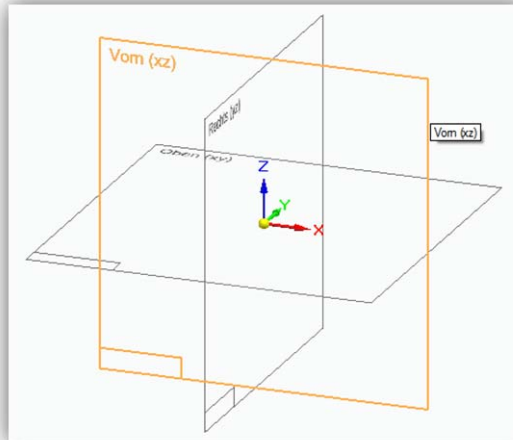 Vorn (xz)
Rechts (yz)
Vorn (xz)
Oben (xy)
Z
Y
X